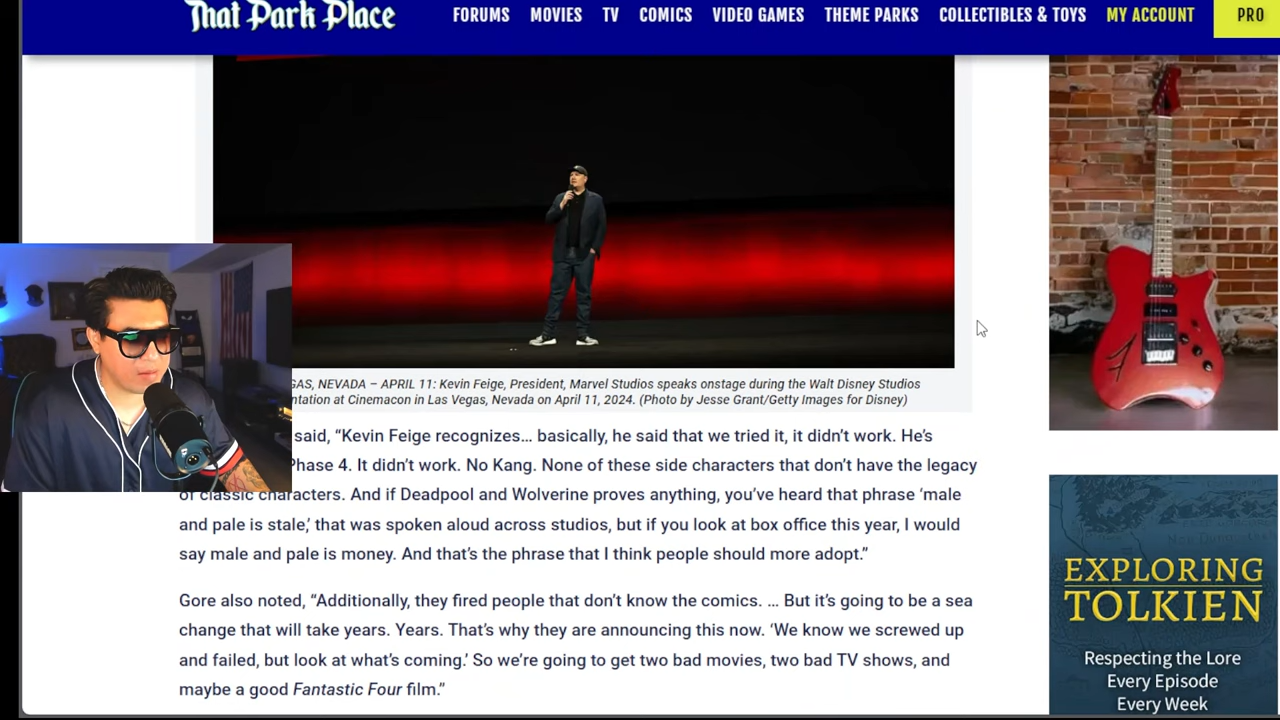 That Park Place
FORUMS MOVIES TV COMICS VIDEO GAMES THEME PARKS COLLECTIBLES & TOYS MY ACCOUNT PRO
GAS, NEVADA – APRIL 11: Kevin Feige, President, Marvel Studios speaks onstage during the Walt Disney Studios
ntation at Cinemacon in Las Vegas, Nevada on April 11, 2024. (Photo by Jesse Grant/Getty Images for Disney)
said, “Kevin Feige recognizes… basically, he said that we tried it, it didn’t work. He’s
Phase 4. It didn’t work. No Kang. None of these side characters that don’t have the legacy
of classic characters. And if Deadpool and Wolverine proves anything, you’ve heard that phrase ‘male
and pale is stale,’ that was spoken aloud across studios, but if you look at box office this year, I would
say male and pale is money. And that’s the phrase that I think people should more adopt.”
Gore also noted, “Additionally, they fired people that don’t know the comics. … But it’s going to be a sea
change that will take years. Years. That’s why they are announcing this now. ‘We know we screwed up
and failed, but look at what’s coming.’ So we’re going to get two bad movies, two bad TV shows, and
maybe a good Fantastic Four film.”
EXPLORING
TOLKIEN
Respecting the Lore
Every Episode
Every Week